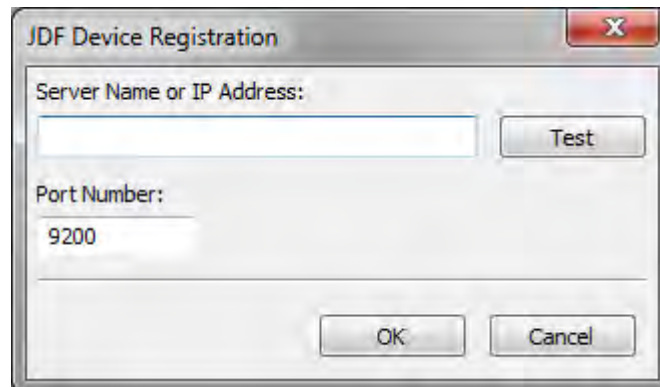 JDF Device Registration
Server Name or IP Address:
Test
Port Number:
9200
OK Cancel